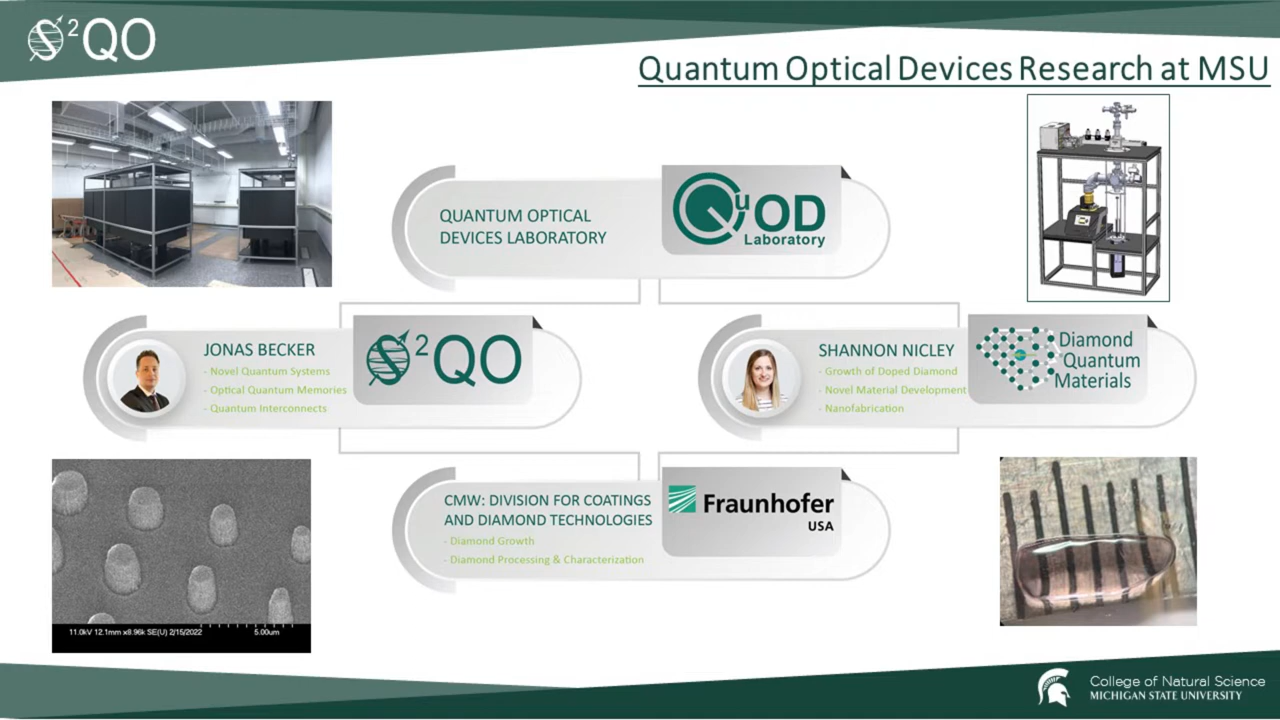 S²QO
Quantum Optical Devices Research at MSU
QUANTUM OPTICAL
DEVICES LABORATORY
QuOD
Laboratory
JONAS BECKER
- Novel Quantum Systems
- Optical Quantum Memories
- Quantum Interconnects
S²QO
SHANNON NICLEY
- Growth of Doped Diamond
- Novel Material Development
- Nanofabrication
Diamond
Quantum
Materials
CMW: DIVISION FOR COATINGS
AND DIAMOND TECHNOLOGIES
- Diamond Growth
- Diamond Processing & Characterization
Fraunhofer
USA
11.0kV 12.1mm x8.96k SE(U) 2/15/2022 5.00um
College of Natural Science
MICHIGAN STATE UNIVERSITY